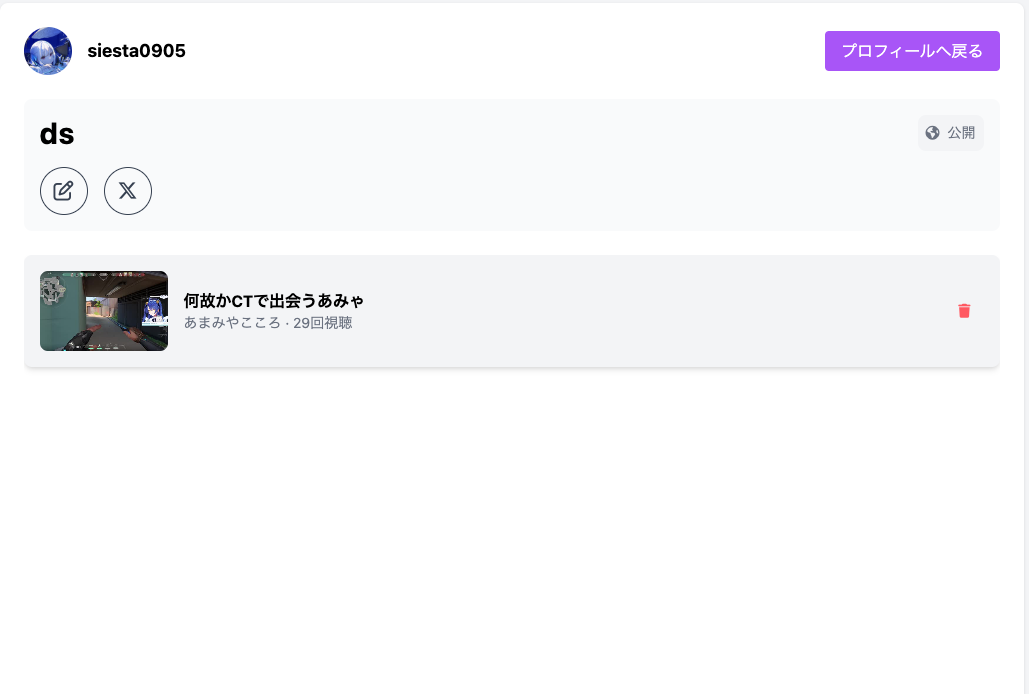 siesta0905
プロフィールへ戻る
ds
公開
何故かCTで出会うあみゃ
あまみやこころ · 29回視聴